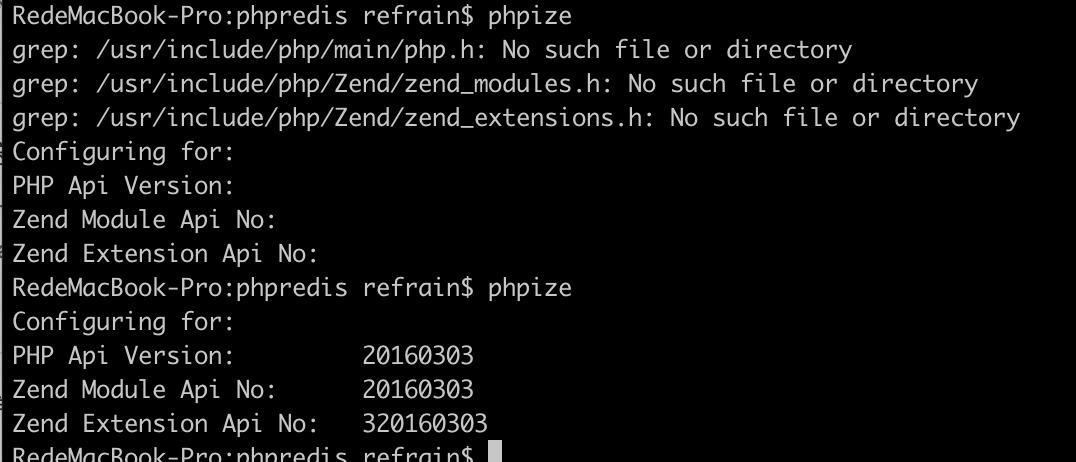 RedeMacBook-Pro:phpredis refrain$ phpize
grep: /usr/include/php/main/php.h: No such file or directory
grep: /usr/include/php/Zend/zend_modules.h: No such file or directory
grep: /usr/include/php/Zend/zend_extensions.h: No such file or directory
Configuring for:
PHP Api Version:
Zend Module Api No:
Zend Extension Api No:
RedeMacBook-Pro:phpredis refrain$ phpize
Configuring for:
PHP Api Version:         20160303
Zend Module Api No:      20160303
Zend Extension Api No:   320160303
RedeMacBook-Pro:phpredis refrain$